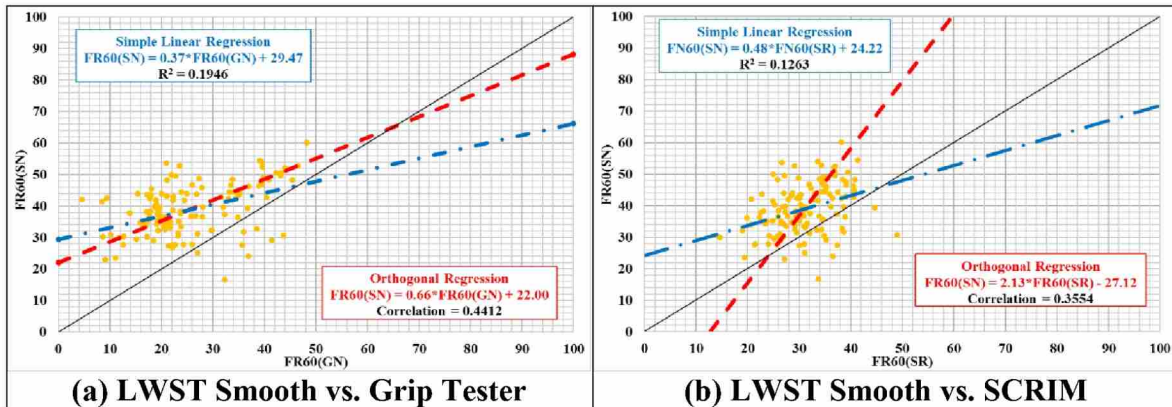 100
90
80
70
60
50
40
30
20
10
0
FR60(SN)
Simple Linear Regression
FR60(SN) = 0.37*FR60(GN) + 29.47
R² = 0.1946
Orthogonal Regression
FR60(SN) = 0.66*FR60(GN) + 22.00
Correlation = 0.4412
0 10 20 30 40 50 60 70 80 90 100
FR60(GN)
(a) LWST Smooth vs. Grip Tester
100
90
80
70
60
50
40
30
20
10
0
FR60(SN)
Simple Linear Regression
FN60(SN) = 0.48*FN60(SR) + 24.22
R² = 0.1263
Orthogonal Regression
FR60(SN) = 2.13*FR60(SR) - 27.12
Correlation = 0.3554
0 10 20 30 40 50 60 70 80 90 100
FR60(SR)
(b) LWST Smooth vs. SCRIM